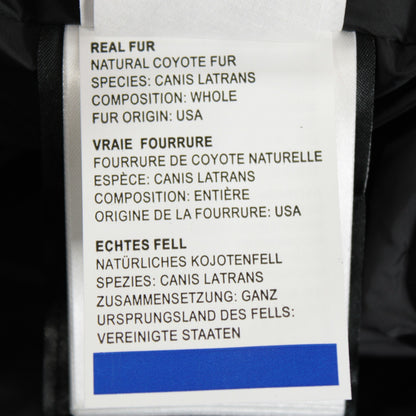 REAL FUR
NATURAL COYOTE FUR
SPECIES: CANIS LATRANS
COMPOSITION: WHOLE
FUR ORIGIN: USA
VRAIE FOURRURE
FOURRURE DE COYOTE NATURELLE
ESPÈCE: CANIS LATRANS
COMPOSITION: ENTIÈRE
ORIGINE DE LA FOURRURE: USA
ECHTES FELL
NATÜRLICHES KOJOTENFELL
SPEZIES: CANIS LATRANS
ZUSAMMENSETZUNG: GANZ
URSPRUNGSLAND DES FELLS:
VEREINIGTE STAATEN